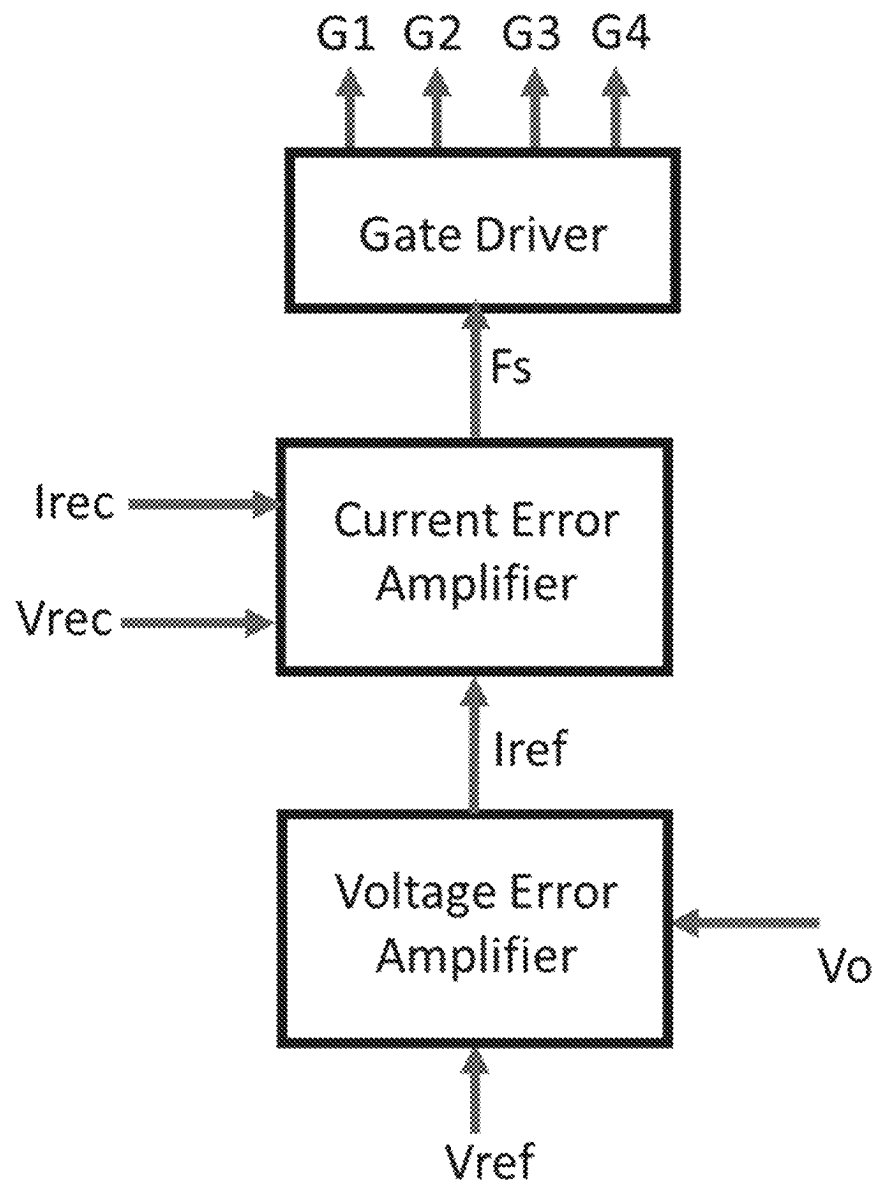 G1 G2 G3 G4
Gate Driver
Fs
Irec
Current Error
Amplifier
Vrec
Iref
Voltage Error
Amplifier
Vo
Vref